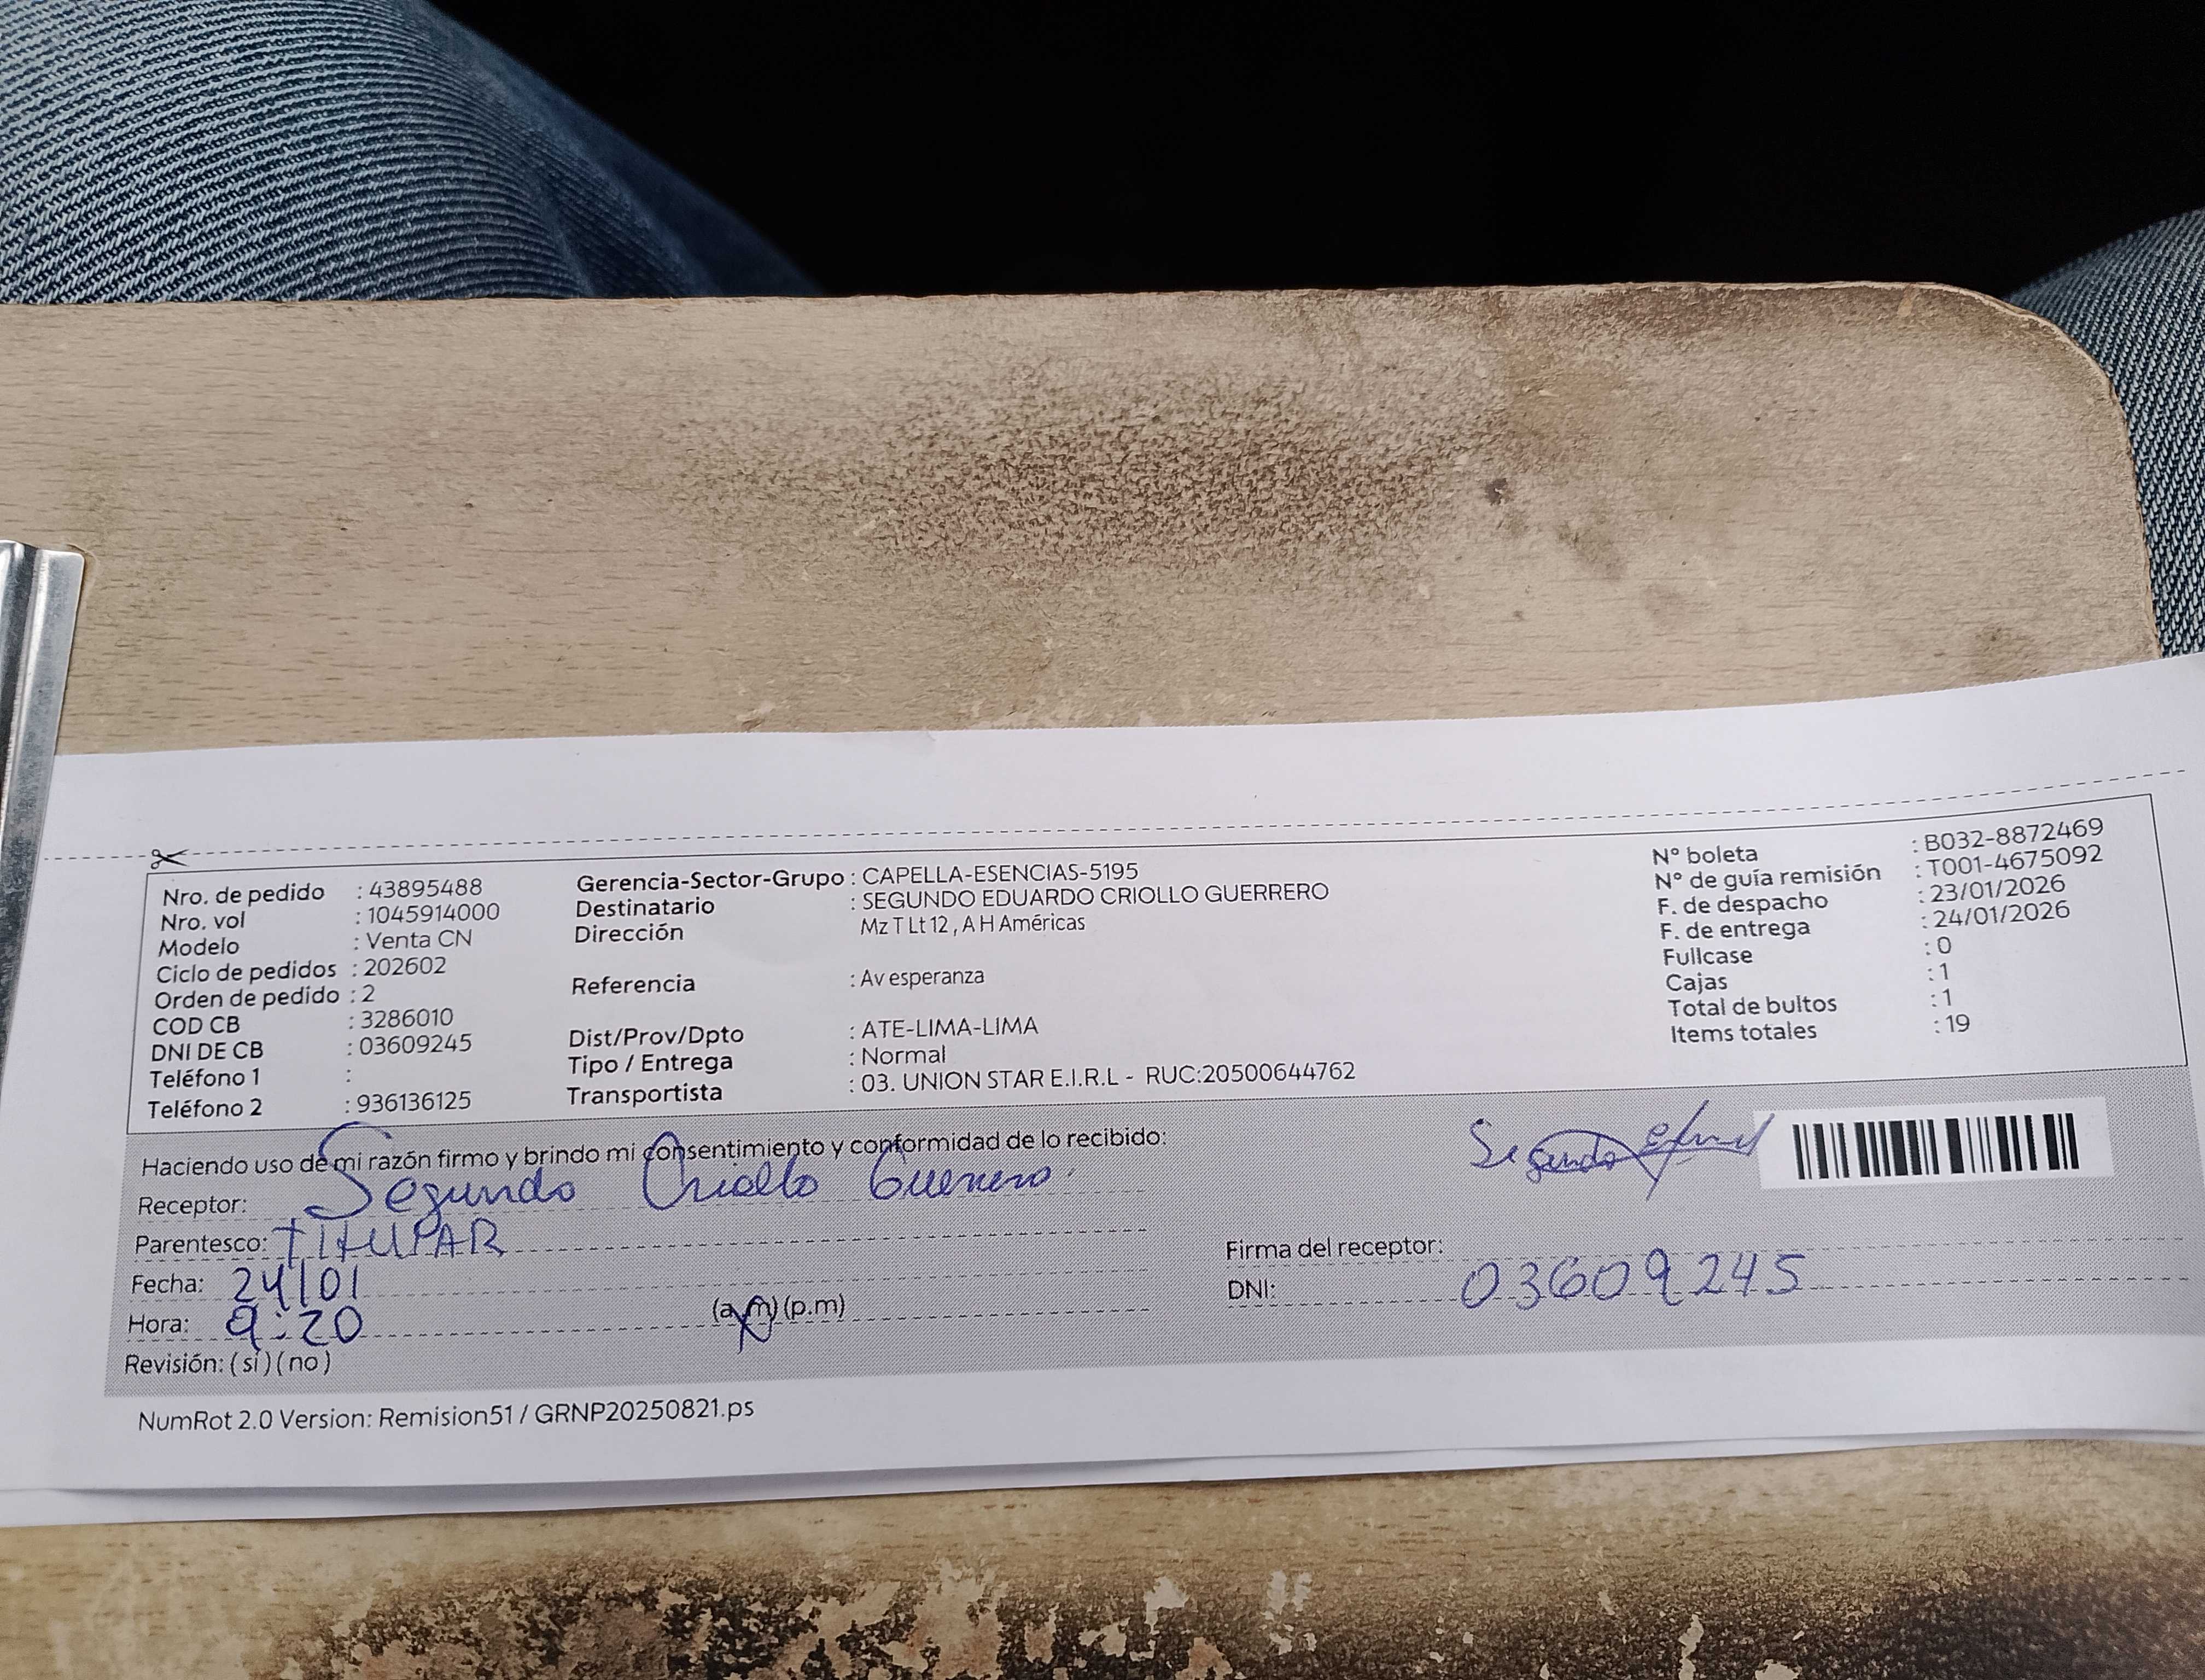 Nro. de pedido : 43895488
Nro. vol : 1045914000
Modelo : Venta CN
Ciclo de pedidos : 202602
Orden de pedido : 2
COD CB : 3286010
DNI DE CB : 03609245
Teléfono 1 :
Teléfono 2 : 936136125
Gerencia-Sector-Grupo : CAPELLA-ESENCIAS-5195
Destinatario : SEGUNDO EDUARDO CRIOLLO GUERRERO
Dirección Mz T Lt 12 , A H Américas
Referencia : Av esperanza
Dist/Prov/Dpto : ATE-LIMA-LIMA
Tipo / Entrega : Normal
Transportista : 03. UNION STAR E.I.R.L - RUC:20500644762
N° boleta : B032-8872469
N° de guía remisión : T001-4675092
F. de despacho : 23/01/2026
F. de entrega : 24/01/2026
Fullcase : 0
Cajas : 1
Total de bultos : 1
Items totales : 19
Haciendo uso de mi razón firmo y brindo mi consentimiento y conformidad de lo recibido:
Receptor: Segundo Criollo Guerrero
Parentesco:
Fecha: 24/01
Hora: 9:20 (a.m) (p.m)
Revisión: ( sí ) ( no )
Segundo
Firma del receptor:
DNI: 03609245
NumRot 2.0 Version: Remision51 / GRNP20250821.ps